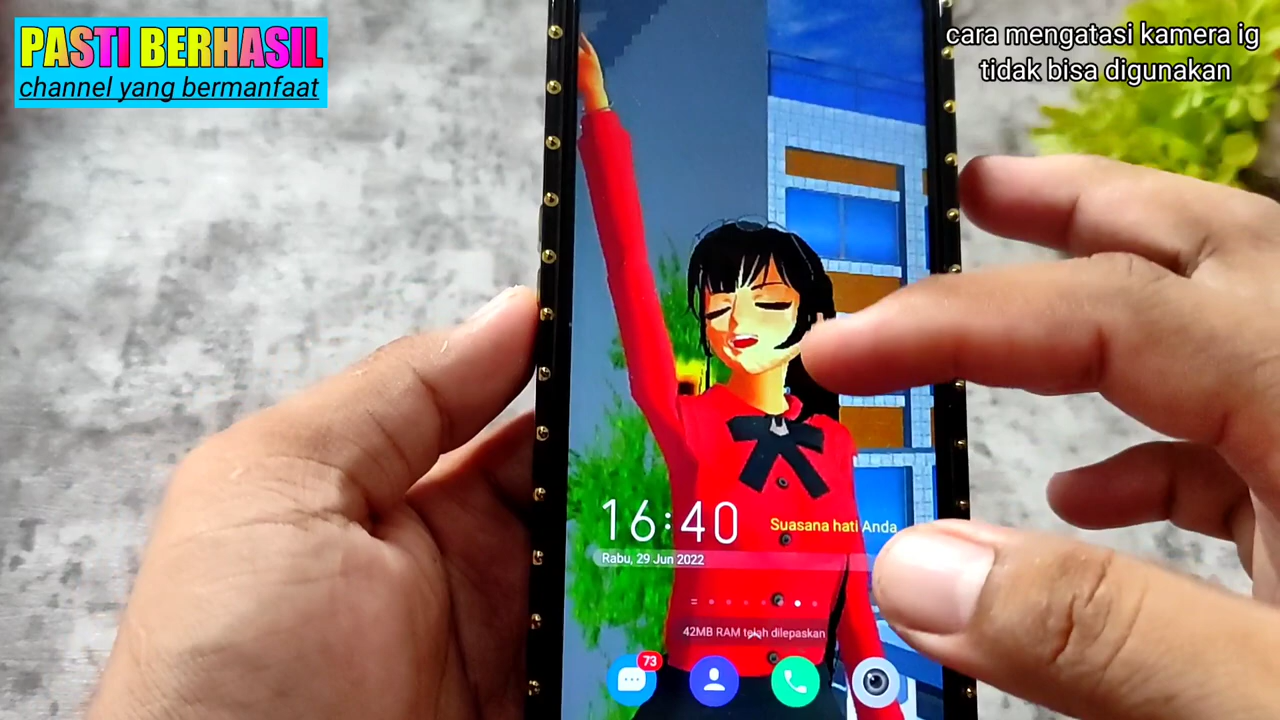 PASTI BERHASIL
channel yang bermanfaat
cara mengatasi kamera ig
tidak bisa digunakan
16:40
Suasana hati Anda
Rabu, 29 Jun 2022
42MB RAM telah dilepaskan
73